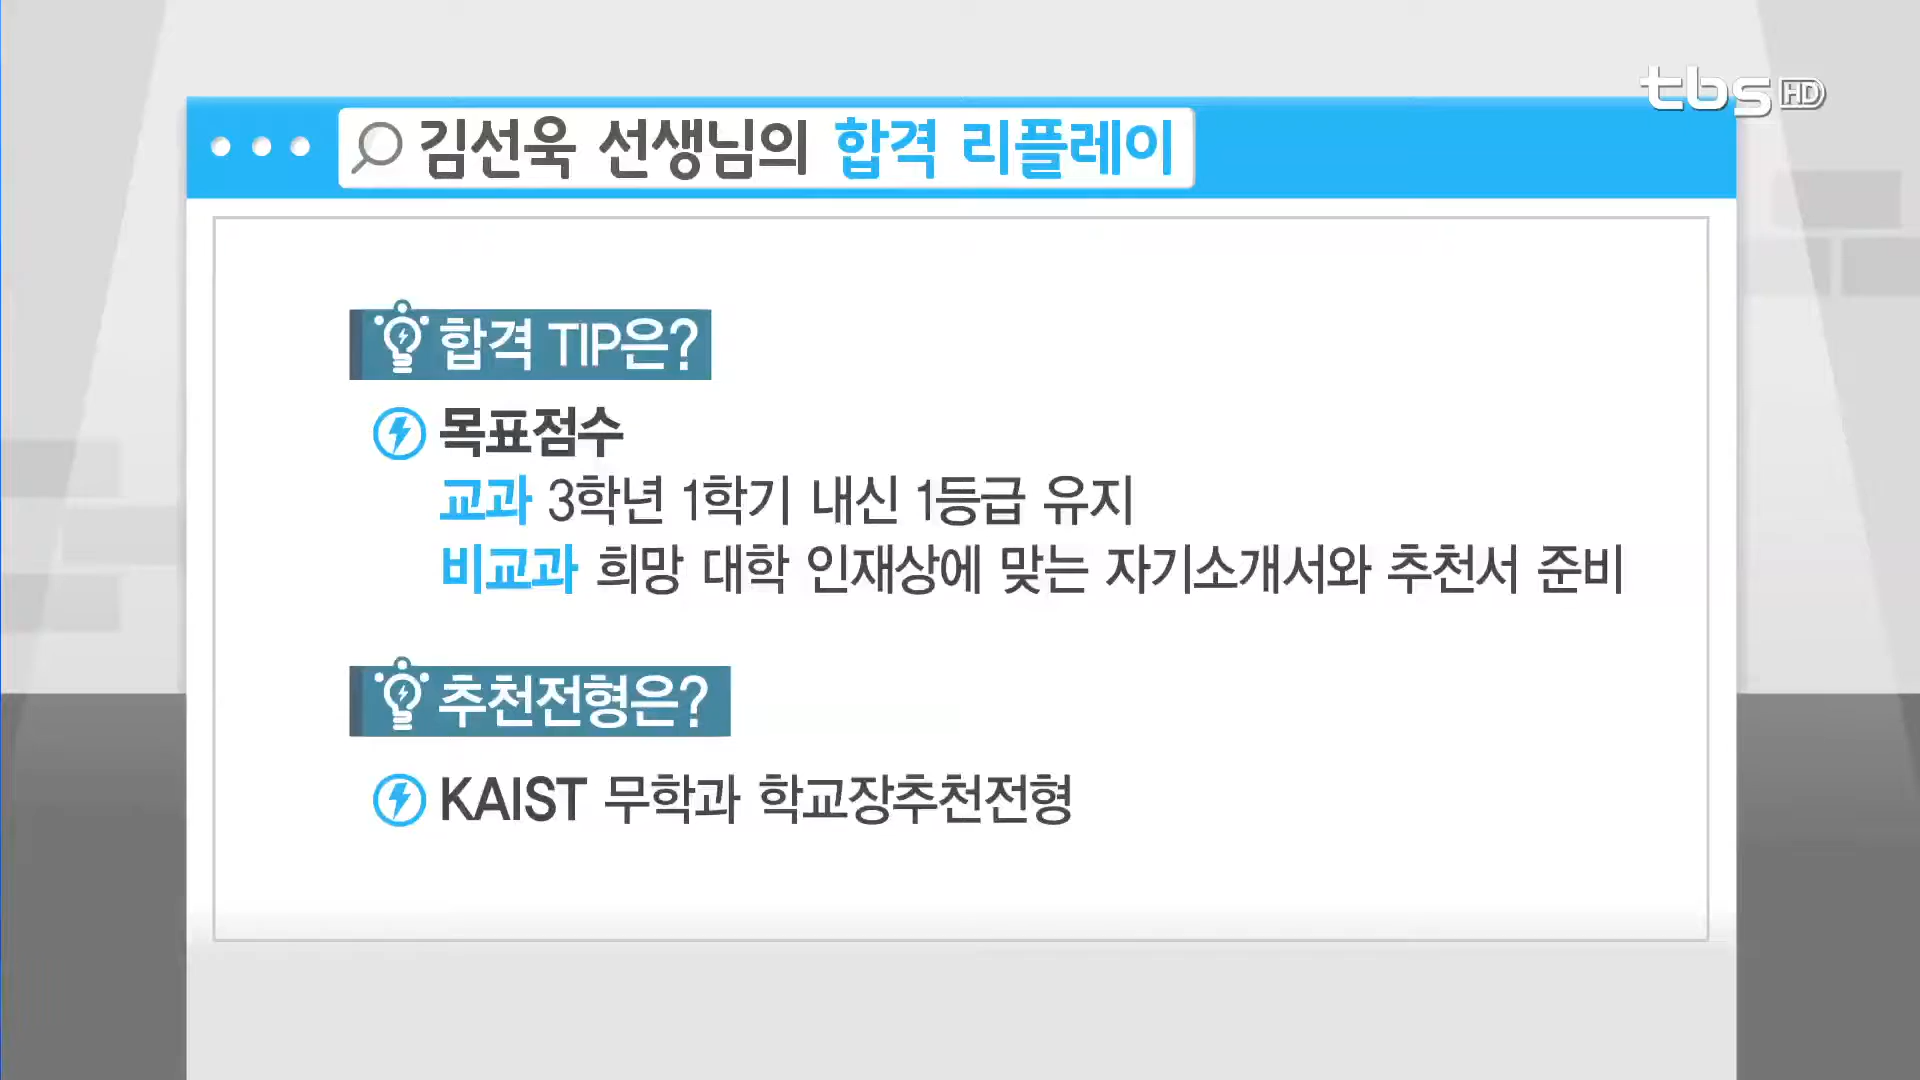 tbs HD
김선욱 선생님의 합격 리플레이
합격 TIP은?
목표점수
교과 3학년 1학기 내신 1등급 유지
비교과 희망 대학 인재상에 맞는 자기소개서와 추천서 준비
추천전형은?
KAIST 무학과 학교장추천전형